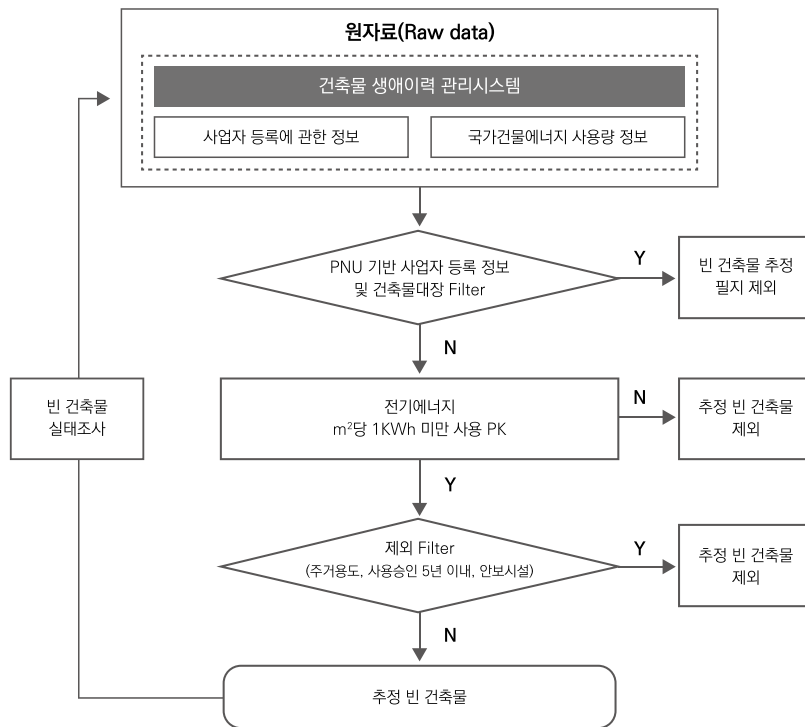 원자료(Raw data)
건축물 생애이력 관리시스템
사업자 등록에 관한 정보
국가건물에너지 사용량 정보
PNU 기반 사업자 등록 정보
및 건축물대장 Filter
Y
빈 건축물 추정
필지 제외
N
빈 건축물
실태조사
전기에너지
m²당 1KWh 미만 사용 PK
N
추정 빈 건축물
제외
Y
제외 Filter
(주거용도, 사용승인 5년 이내, 안보시설)
Y
추정 빈 건축물
제외
N
추정 빈 건축물